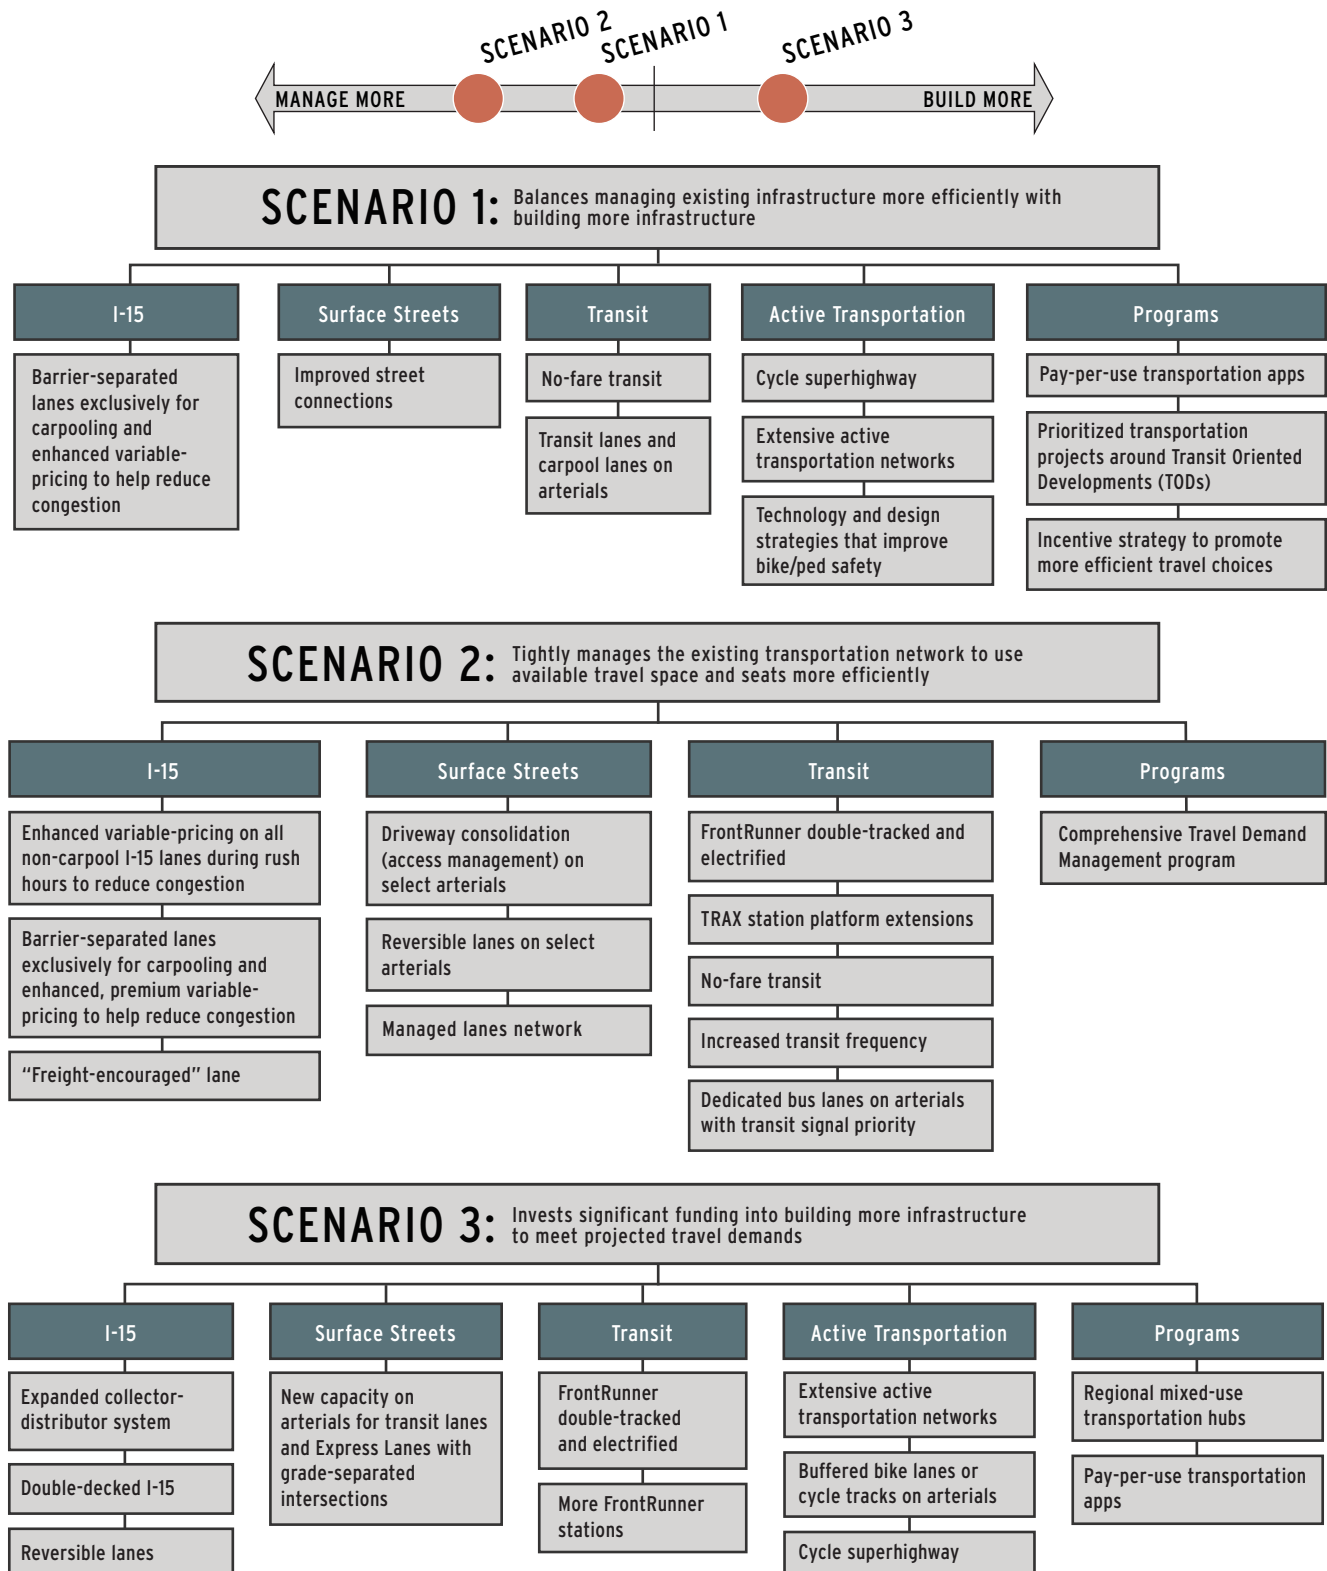 SCENARIO 2
SCENARIO 1
SCENARIO 3
MANAGE MORE
BUILD MORE
SCENARIO 1:
Balances managing existing infrastructure more efficiently with
building more infrastructure
I-15
Surface Streets
Transit
Active Transportation
Programs
Barrier-separated
lanes exclusively for
carpooling and
enhanced variable-
pricing to help reduce
congestion
Improved street
connections
No-fare transit
Transit lanes and
carpool lanes on
arterials
Cycle superhighway
Extensive active
transportation networks
Technology and design
strategies that improve
bike/ped safety
Pay-per-use transportation apps
Prioritized transportation
projects around Transit Oriented
Developments (TODs)
Incentive strategy to promote
more efficient travel choices
SCENARIO 2:
Tightly manages the existing transportation network to use
available travel space and seats more efficiently
I-15
Surface Streets
Transit
Programs
Enhanced variable-pricing on all
non-carpool I-15 lanes during rush
hours to reduce congestion
Barrier-separated lanes
exclusively for carpooling and
enhanced, premium variable-
pricing to help reduce congestion
“Freight-encouraged” lane
Driveway consolidation
(access management) on
select arterials
Reversible lanes on select
arterials
Managed lanes network
FrontRunner double-tracked and
electrified
TRAX station platform extensions
No-fare transit
Increased transit frequency
Dedicated bus lanes on arterials
with transit signal priority
Comprehensive Travel Demand
Management program
SCENARIO 3:
Invests significant funding into building more infrastructure
to meet projected travel demands
I-15
Surface Streets
Transit
Active Transportation
Programs
Expanded collector-
distributor system
Double-decked I-15
Reversible lanes
New capacity on
arterials for transit lanes
and Express Lanes with
grade-separated
intersections
FrontRunner
double-tracked
and electrified
More FrontRunner
stations
Extensive active
transportation networks
Buffered bike lanes or
cycle tracks on arterials
Cycle superhighway
Regional mixed-use
transportation hubs
Pay-per-use transportation
apps